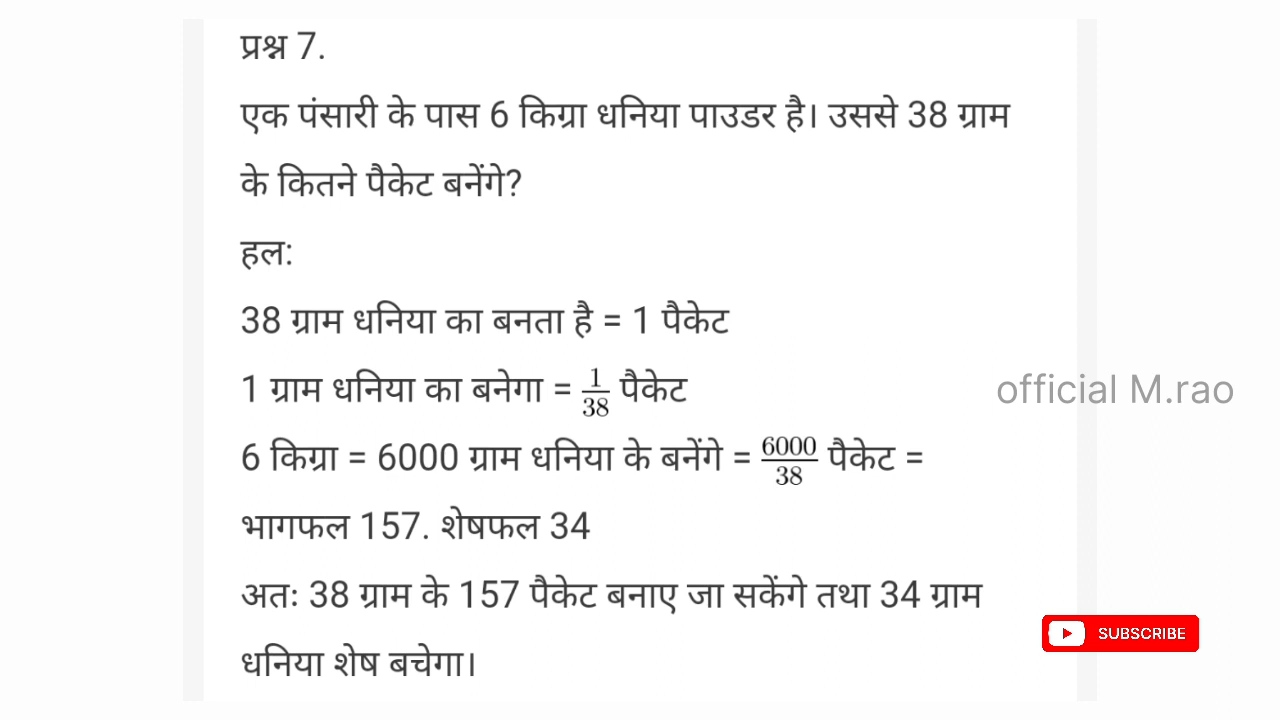 प्रश्न 7.
एक पंसारी के पास 6 किग्रा धनिया पाउडर है। उससे 38 ग्राम
के कितने पैकेट बनेंगे?
हल:
38 ग्राम धनिया का बनता है = 1 पैकेट
1 ग्राम धनिया का बनेगा = 1/38 पैकेट
official M.rao
6 किग्रा = 6000 ग्राम धनिया के बनेंगे = 6000/38 पैकेट =
भागफल 157. शेषफल 34
अतः 38 ग्राम के 157 पैकेट बनाए जा सकेंगे तथा 34 ग्राम
SUBSCRIBE
धनिया शेष बचेगा।